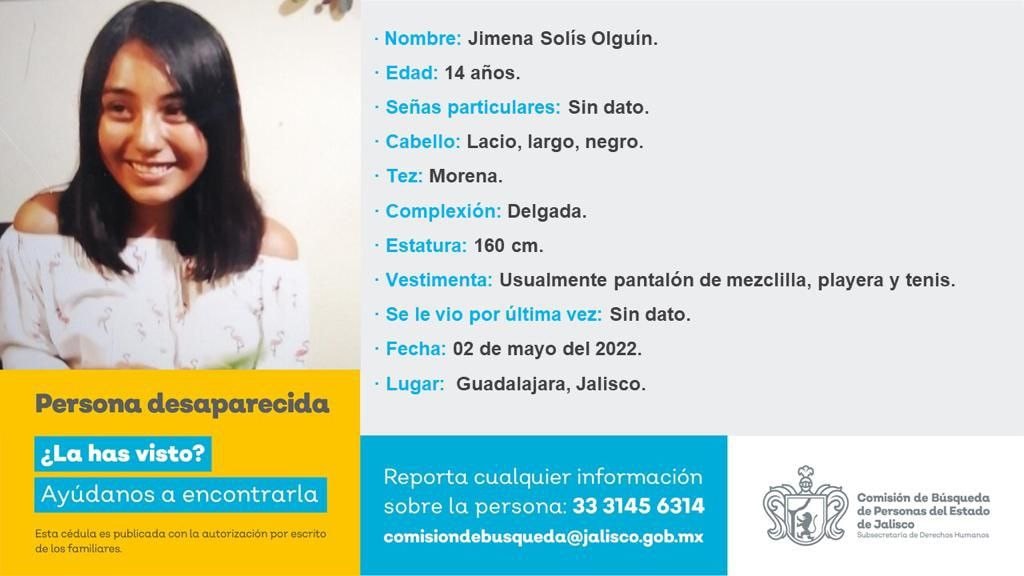 · Nombre: Jimena Solís Olguín.
· Edad: 14 años.
· Señas particulares: Sin dato.
· Cabello: Lacio, largo, negro.
· Tez: Morena.
· Complexión: Delgada.
· Estatura: 160 cm.
· Vestimenta: Usualmente pantalón de mezclilla, playera y tenis.
· Se le vio por última vez: Sin dato.
· Fecha: 02 de mayo del 2022.
· Lugar: Guadalajara, Jalisco.
Persona desaparecida
¿La has visto?
Ayúdanos a encontrarla
Esta cédula es publicada con la autorización por escrito
de los familiares.
Reporta cualquier información
sobre la persona: 33 3145 6314
comisiondebusqueda@jalisco.gob.mx
Comisión de Búsqueda
de Personas del Estado
de Jalisco
Subsecretaría de Derechos Humanos